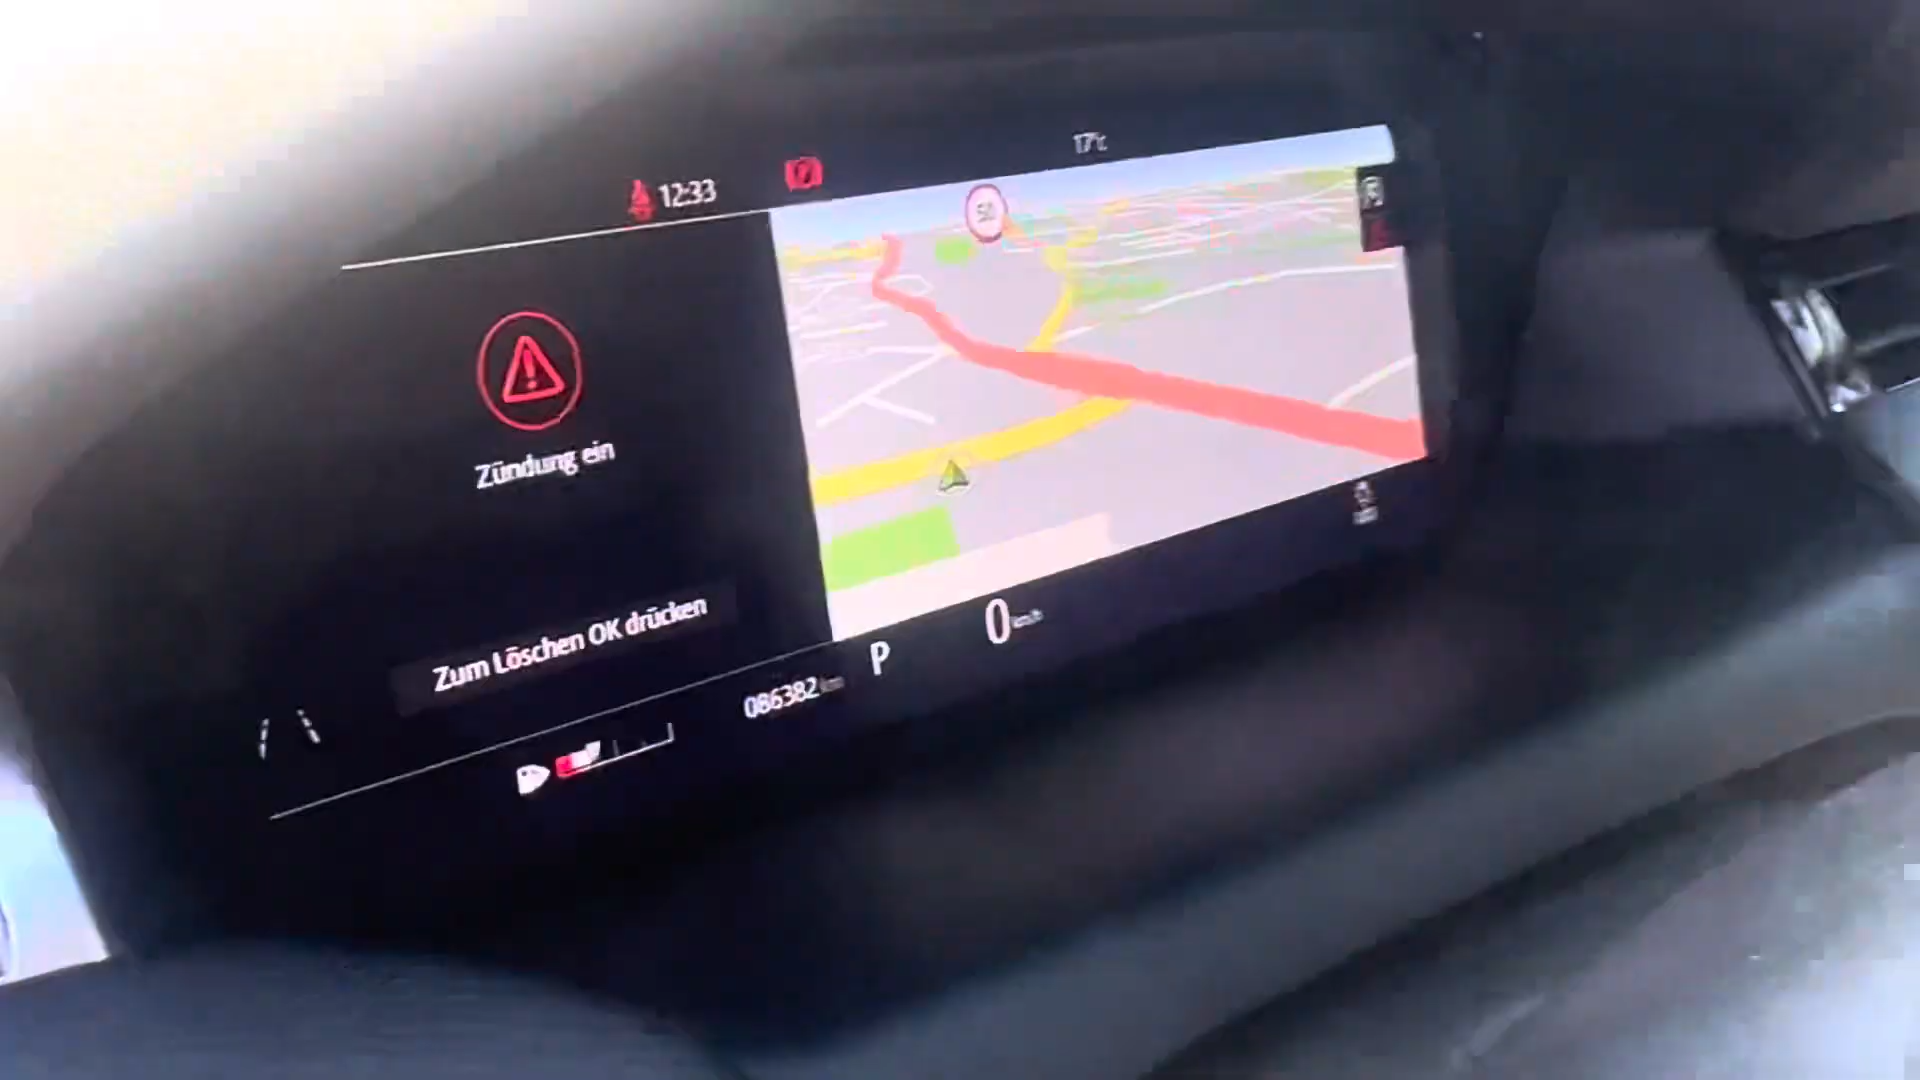 12:33
17°C
50
Zündung ein
Zum Löschen OK drücken
086382 km
P
0 km/h